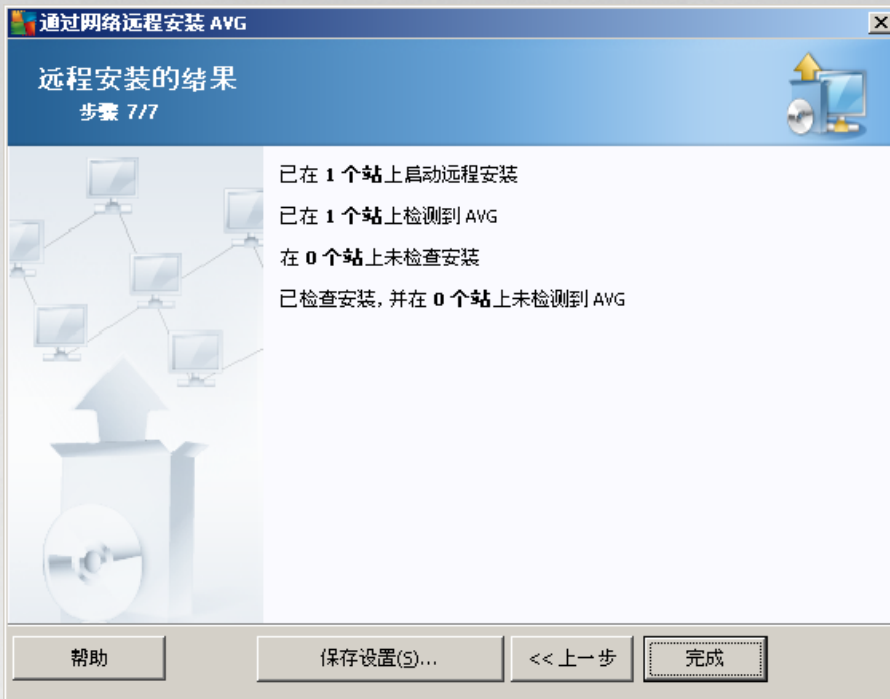 通过网络远程安装 AVG
远程安装的结果
步骤 7/7
已在 1 个站上启动远程安装
已在 1 个站上检测到 AVG
在 0 个站上未检查安装
已检查安装, 并在 0 个站上未检测到 AVG
帮助
保存设置(S)...
<< 上一步
完成